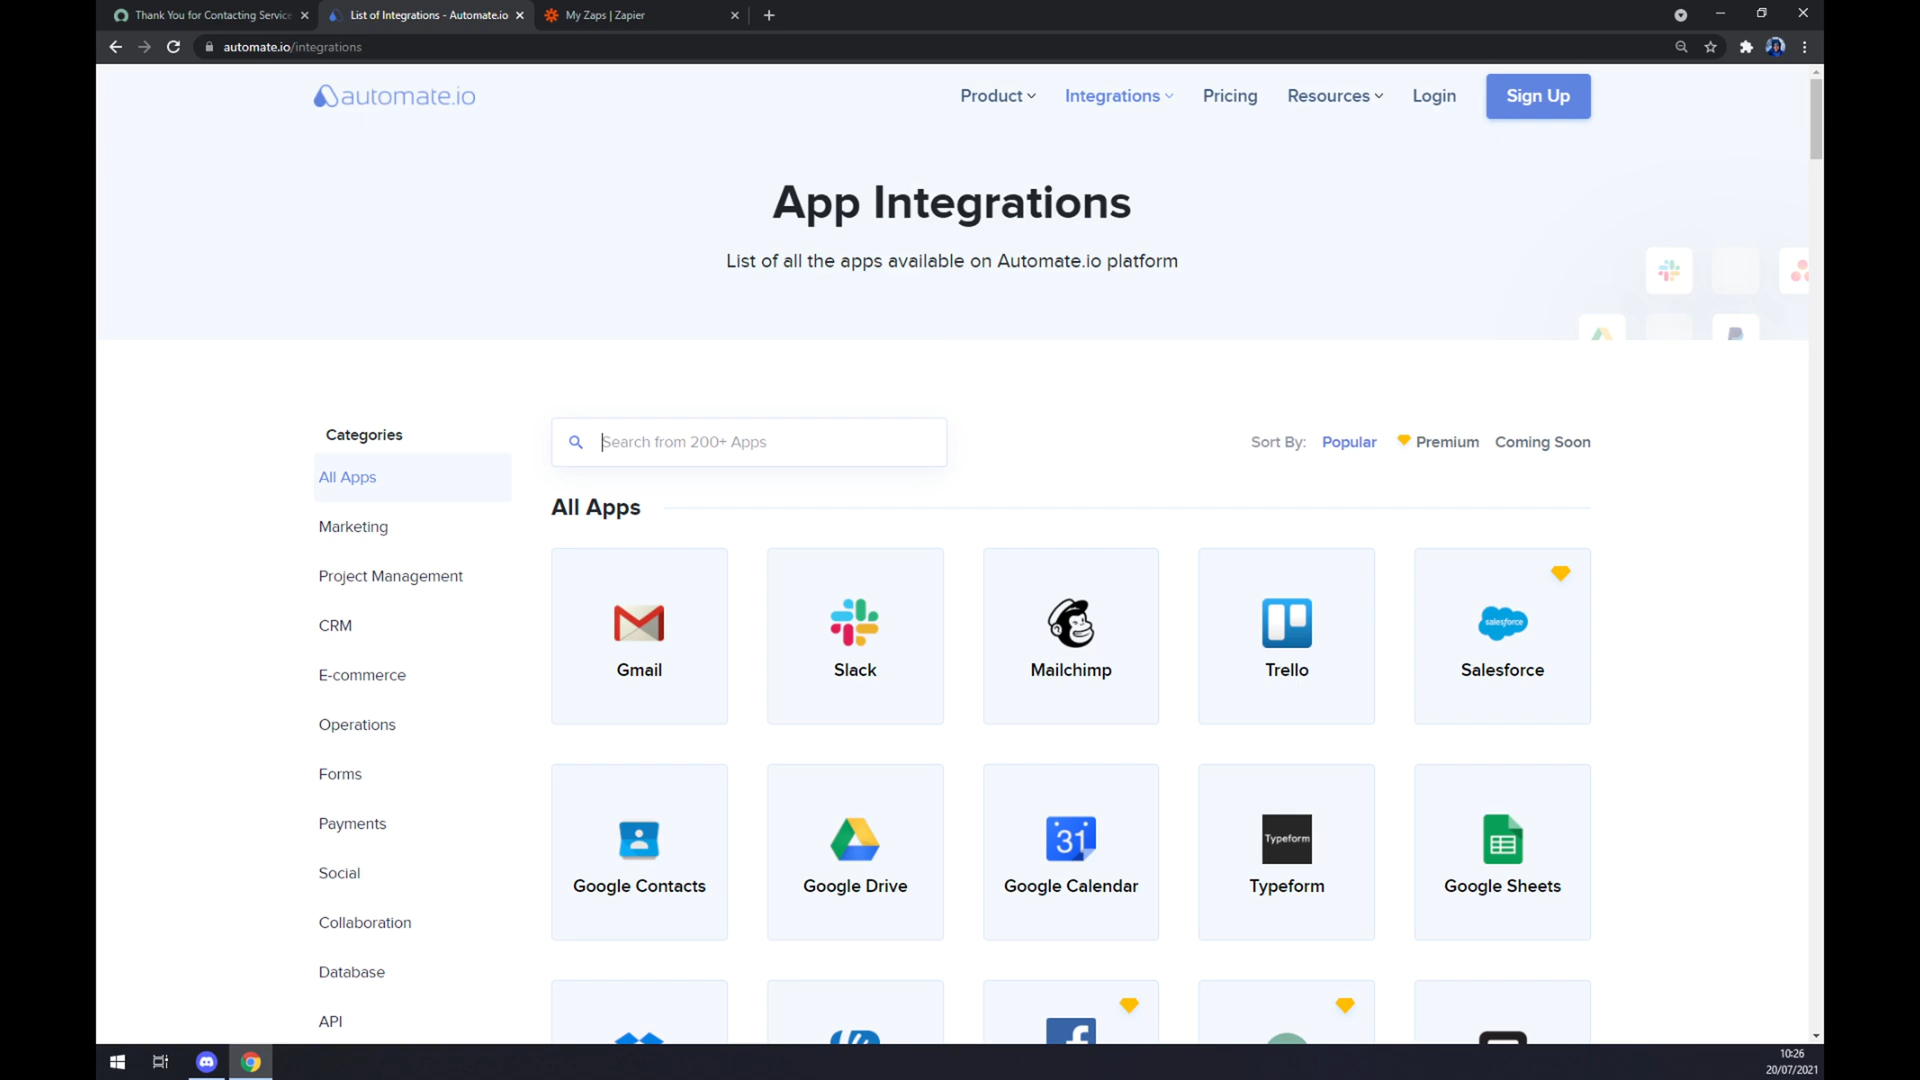 Thank You for Contacting Service
List of Integrations - Automate.io
My Zaps | Zapier
automate.io/integrations
automate.io
Product
Integrations
Pricing
Resources
Login
Sign Up
App Integrations
List of all the apps available on Automate.io platform
Categories
Search from 200+ Apps
Sort By:
Popular
Premium
Coming Soon
All Apps
All Apps
Marketing
Project Management
CRM
E-commerce
Operations
Forms
Payments
Social
Collaboration
Database
API
Gmail
Slack
Mailchimp
Trello
salesforce
Salesforce
Google Contacts
Google Drive
31
Google Calendar
Typeform
Typeform
Google Sheets
10:26
20/07/2021